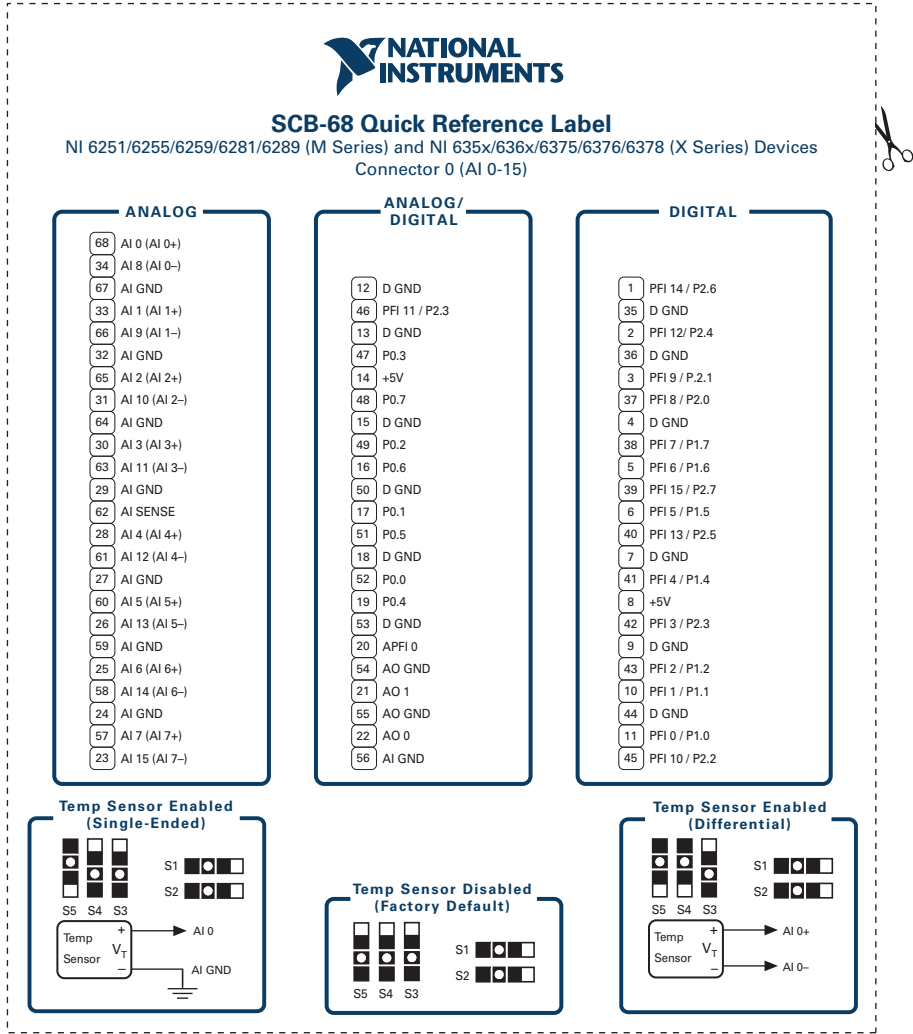 NATIONAL
INSTRUMENTS
SCB-68 Quick Reference Label
NI 6251/6255/6259/6281/6289 (M Series) and NI 635x/636x/6375/6376/6378 (X Series) Devices
Connector 0 (AI 0-15)
ANALOG
68 AI 0 (AI 0+)
34 AI 8 (AI 0–)
67 AI GND
33 AI 1 (AI 1+)
66 AI 9 (AI 1–)
32 AI GND
65 AI 2 (AI 2+)
31 AI 10 (AI 2–)
64 AI GND
30 AI 3 (AI 3+)
63 AI 11 (AI 3–)
29 AI GND
62 AI SENSE
28 AI 4 (AI 4+)
61 AI 12 (AI 4–)
27 AI GND
60 AI 5 (AI 5+)
26 AI 13 (AI 5–)
59 AI GND
25 AI 6 (AI 6+)
58 AI 14 (AI 6–)
24 AI GND
57 AI 7 (AI 7+)
23 AI 15 (AI 7–)
ANALOG/
DIGITAL
12 D GND
46 PFI 11 / P2.3
13 D GND
47 P0.3
14 +5V
48 P0.7
15 D GND
49 P0.2
16 P0.6
50 D GND
17 P0.1
51 P0.5
18 D GND
52 P0.0
19 P0.4
53 D GND
20 APFI 0
54 AO GND
21 AO 1
55 AO GND
22 AO 0
56 AI GND
DIGITAL
1 PFI 14 / P2.6
35 D GND
2 PFI 12/ P2.4
36 D GND
3 PFI 9 / P.2.1
37 PFI 8 / P2.0
4 D GND
38 PFI 7 / P1.7
5 PFI 6 / P1.6
39 PFI 15 / P2.7
6 PFI 5 / P1.5
40 PFI 13 / P2.5
7 D GND
41 PFI 4 / P1.4
8 +5V
42 PFI 3 / P2.3
9 D GND
43 PFI 2 / P1.2
10 PFI 1 / P1.1
44 D GND
11 PFI 0 / P1.0
45 PFI 10 / P2.2
Temp Sensor Enabled
(Single-Ended)
S1
S2
S5 S4 S3
Temp
Sensor
+
VT
–
AI 0
AI GND
Temp Sensor Disabled
(Factory Default)
S1
S2
S5 S4 S3
Temp Sensor Enabled
(Differential)
S1
S2
S5 S4 S3
Temp
Sensor
+
VT
–
AI 0+
AI 0–